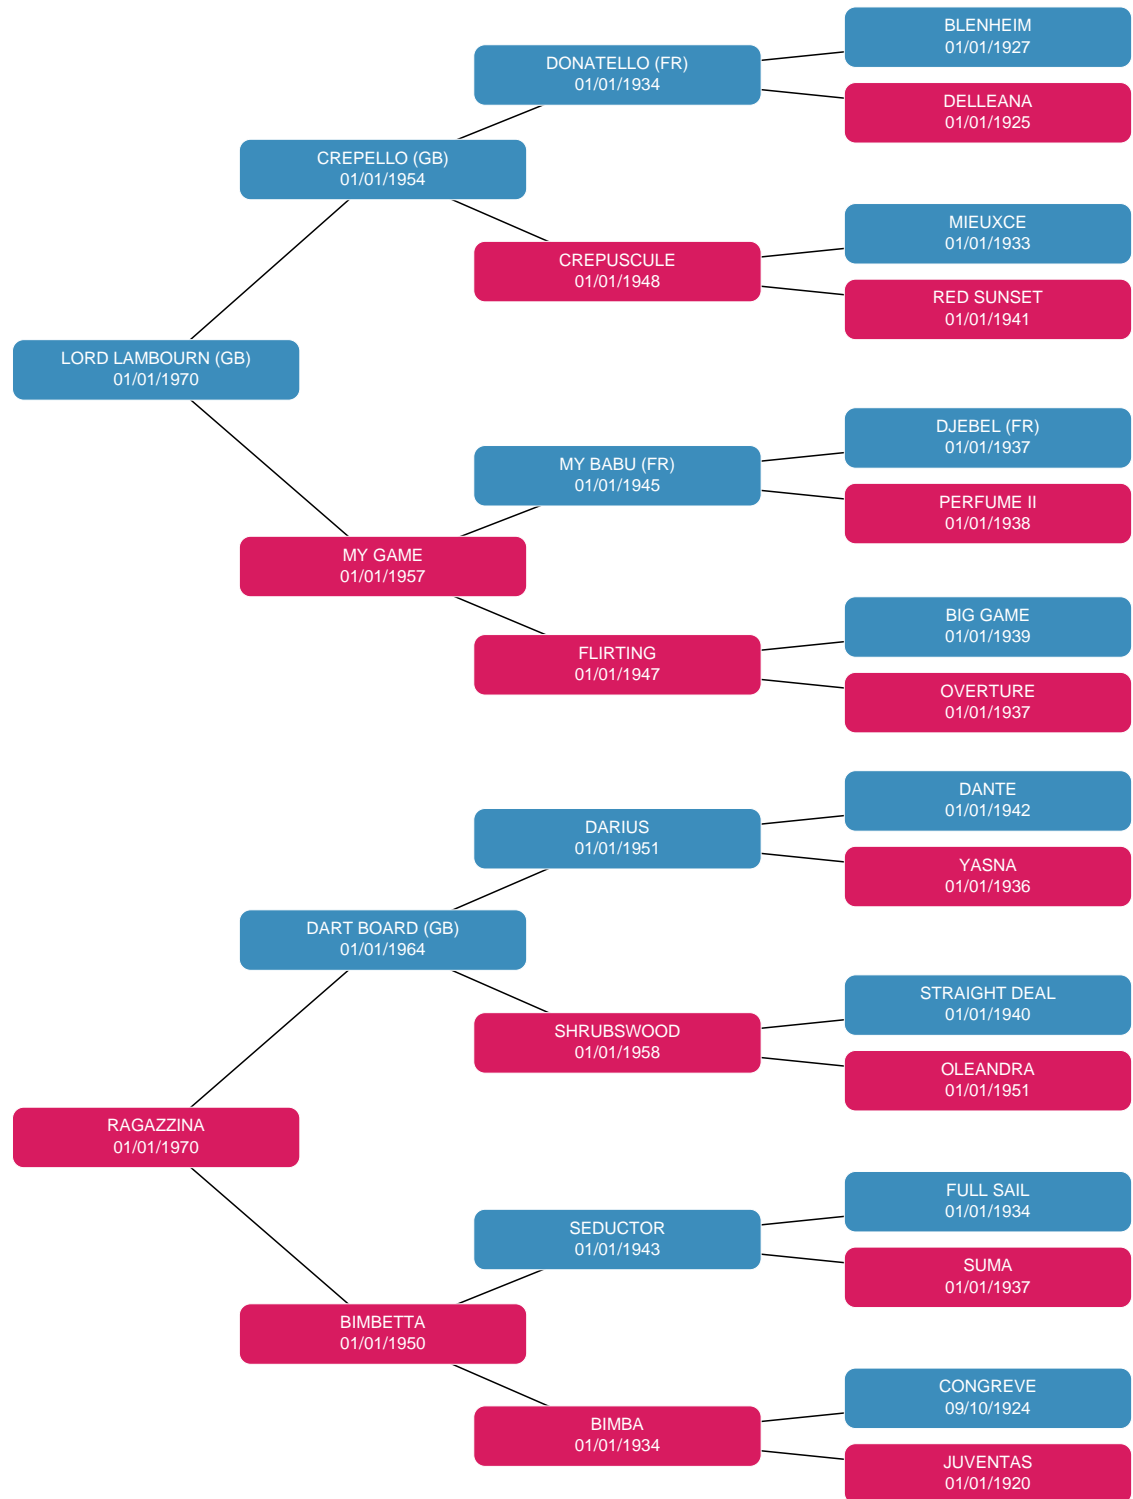 BLENHEIM
01/01/1927
DONATELLO (FR)
01/01/1934
DELLEANA
01/01/1925
CREPELLO (GB)
01/01/1954
MIEUXCE
01/01/1933
CREPUSCULE
01/01/1948
RED SUNSET
01/01/1941
LORD LAMBOURN (GB)
01/01/1970
DJEBEL (FR)
01/01/1937
MY BABU (FR)
01/01/1945
PERFUME II
01/01/1938
MY GAME
01/01/1957
BIG GAME
01/01/1939
FLIRTING
01/01/1947
OVERTURE
01/01/1937
DANTE
01/01/1942
DARIUS
01/01/1951
YASNA
01/01/1936
DART BOARD (GB)
01/01/1964
STRAIGHT DEAL
01/01/1940
SHRUBSWOOD
01/01/1958
OLEANDRA
01/01/1951
RAGAZZINA
01/01/1970
FULL SAIL
01/01/1934
SEDUCTOR
01/01/1943
SUMA
01/01/1937
BIMBETTA
01/01/1950
CONGREVE
09/10/1924
BIMBA
01/01/1934
JUVENTAS
01/01/1920